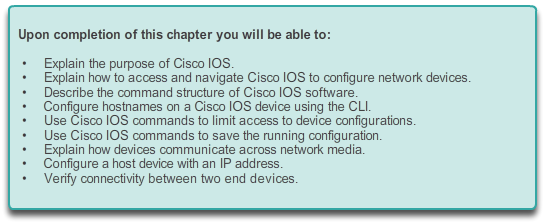 Upon completion of this chapter you will be able to:
• Explain the purpose of Cisco IOS.
• Explain how to access and navigate Cisco IOS to configure network devices.
• Describe the command structure of Cisco IOS software.
• Configure hostnames on a Cisco IOS device using the CLI.
• Use Cisco IOS commands to limit access to device configurations.
• Use Cisco IOS commands to save the running configuration.
• Explain how devices communicate across network media.
• Configure a host device with an IP address.
• Verify connectivity between two end devices.